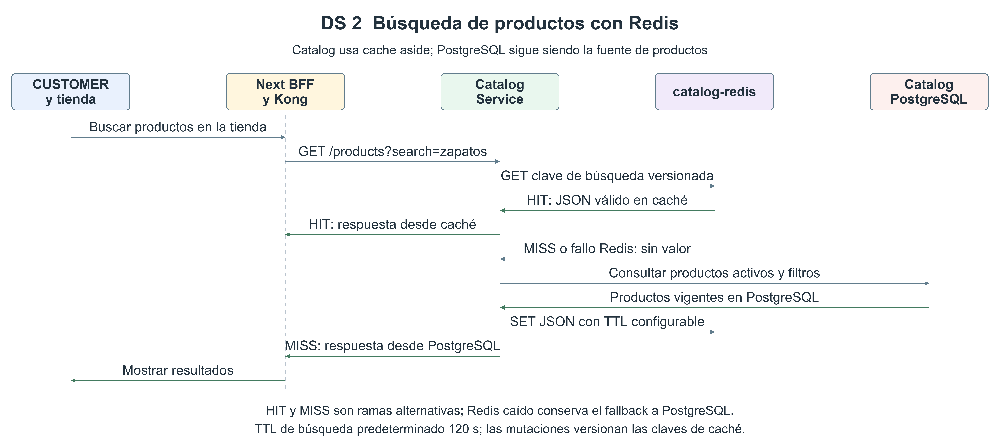 DS 2  Búsqueda de productos con Redis
Catalog usa cache aside; PostgreSQL sigue siendo la fuente de productos
CUSTOMER
y tienda
Next BFF
y Kong
Catalog
Service
catalog-redis
Catalog
PostgreSQL
Buscar productos en la tienda
GET /products?search=zapatos
GET clave de búsqueda versionada
HIT: JSON válido en caché
HIT: respuesta desde caché
MISS o fallo Redis: sin valor
Consultar productos activos y filtros
Productos vigentes en PostgreSQL
SET JSON con TTL configurable
MISS: respuesta desde PostgreSQL
Mostrar resultados
HIT y MISS son ramas alternativas; Redis caído conserva el fallback a PostgreSQL.
TTL de búsqueda predeterminado 120 s; las mutaciones versionan las claves de caché.